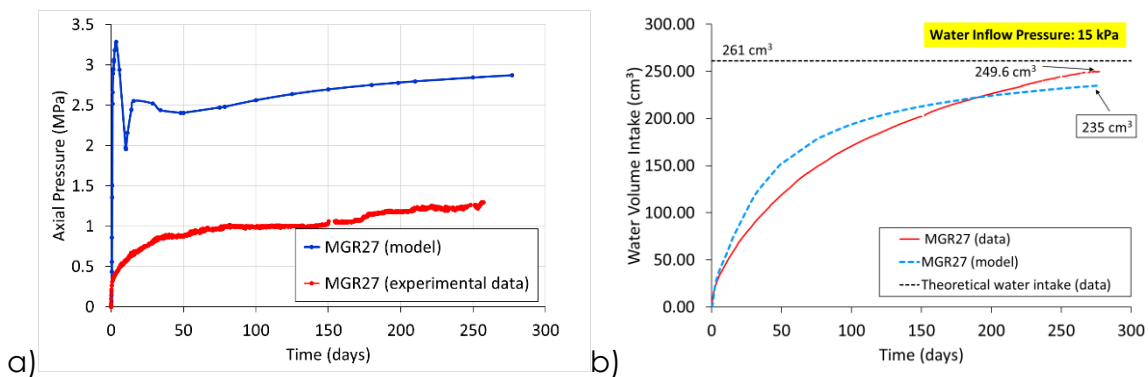 3.5
3
2.5
2
1.5
1
0.5
0
0 50 100 150 200 250 300
Axial Pressure (MPa)
Time (days)
MGR27 (model)
MGR27 (experimental data)
a)
300.00
250.00
200.00
150.00
100.00
50.00
0.00
0 50 100 150 200 250 300
Water Volume Intake (cm³)
Time (days)
Water Inflow Pressure: 15 kPa
261 cm³
249.6 cm³
235 cm³
MGR27 (data)
MGR27 (model)
Theoretical water intake (data)
b)